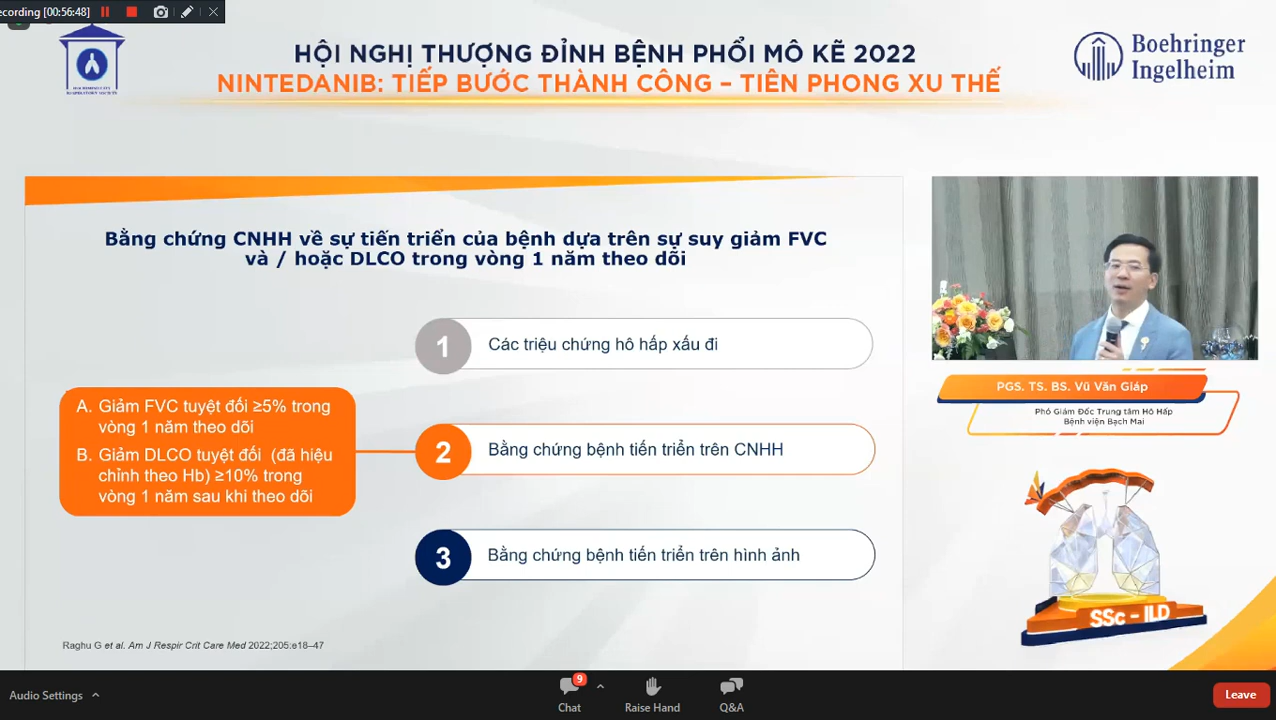 ecording [00:56:48]
HỘI NGHỊ THƯỢNG ĐỈNH BỆNH PHỔI MÔ KẼ 2022
NINTEDANIB: TIẾP BƯỚC THÀNH CÔNG – TIÊN PHONG XU THẾ
Boehringer
Ingelheim
Bằng chứng CNHH về sự tiến triển của bệnh dựa trên sự suy giảm FVC
và / hoặc DLCO trong vòng 1 năm theo dõi
1 Các triệu chứng hô hấp xấu đi
A. Giảm FVC tuyệt đối ≥5% trong
vòng 1 năm theo dõi
B. Giảm DLCO tuyệt đối (đã hiệu
chỉnh theo Hb) ≥10% trong
vòng 1 năm sau khi theo dõi
2 Bằng chứng bệnh tiến triển trên CNHH
3 Bằng chứng bệnh tiến triển trên hình ảnh
Raghu G et al. Am J Respir Crit Care Med 2022;205:e18–47
PGS. TS. BS. Vũ Văn Giáp
Phó Giám Đốc Trung tâm Hô Hấp
Bệnh viện Bạch Mai
SSc - ILD
Audio Settings
9
Chat
Raise Hand
Q&A
Leave